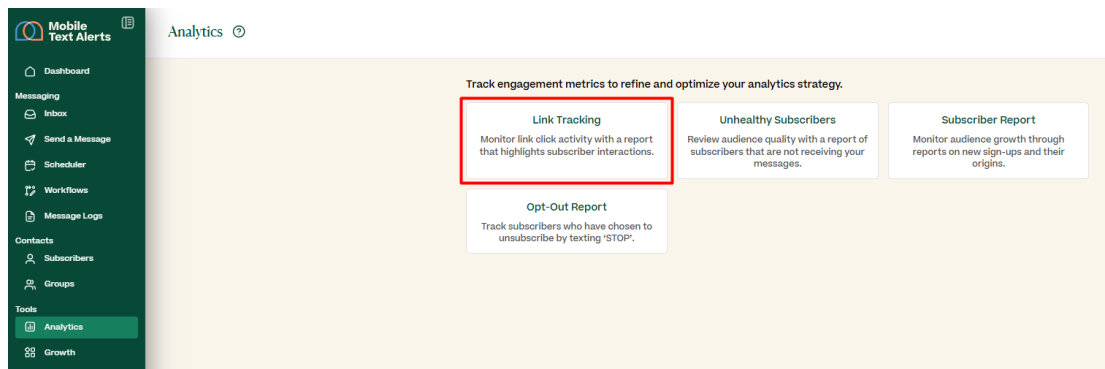 Mobile
Text Alerts
Analytics
Dashboard
Messaging
Inbox
Send a Message
Scheduler
Workflows
Message Logs
Contacts
Subscribers
Groups
Tools
Analytics
Growth
Track engagement metrics to refine and optimize your analytics strategy.
Link Tracking
Monitor link click activity with a report
that highlights subscriber interactions.
Unhealthy Subscribers
Review audience quality with a report of
subscribers that are not receiving your
messages.
Subscriber Report
Monitor audience growth through
reports on new sign-ups and their
origins.
Opt-Out Report
Track subscribers who have chosen to
unsubscribe by texting ‘STOP’.